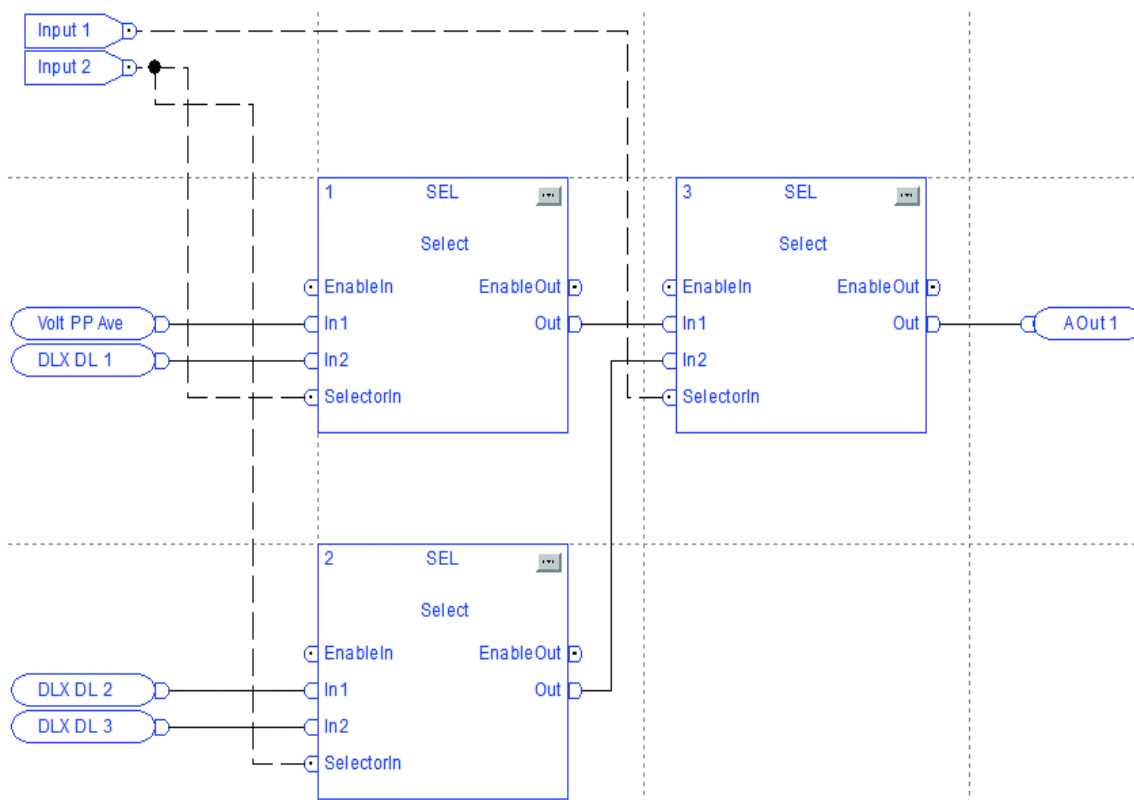 Input 1
Input 2
1 SEL
Select
EnableIn EnableOut
In1 Out
In2
SelectorIn
3 SEL
Select
EnableIn EnableOut
In1 Out
In2
SelectorIn
Volt PP Ave
DLX DL 1
AOut 1
2 SEL
Select
EnableIn EnableOut
In1 Out
In2
SelectorIn
DLX DL 2
DLX DL 3